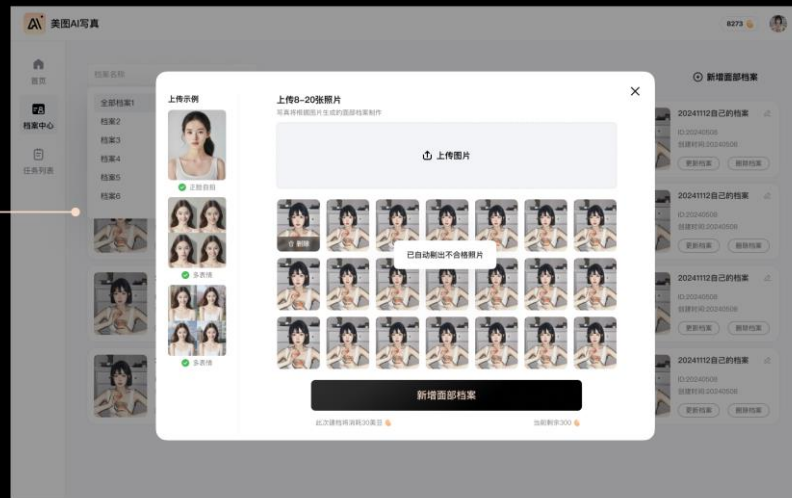 美图AI写真
8273
首页
档案中心
任务列表
档案名称
全部档案1
档案2
档案3
档案4
档案5
档案6
新增面部档案
上传示例
正脸自拍
多表情
多表情
上传8-20张照片
写真将根据图片生成的面部档案制作
上传图片
删除
已自动剔出不合格照片
新增面部档案
此次建档将消耗30美豆
当前剩余300
20241112自己的档案
ID:20240508
创建时间:20240508
更新档案
删除档案
20241112自己的档案
ID:20240508
创建时间:20240508
更新档案
删除档案
20241112自己的档案
ID:20240508
创建时间:20240508
更新档案
删除档案
20241112自己的档案
ID:20240508
创建时间:20240508
更新档案
删除档案